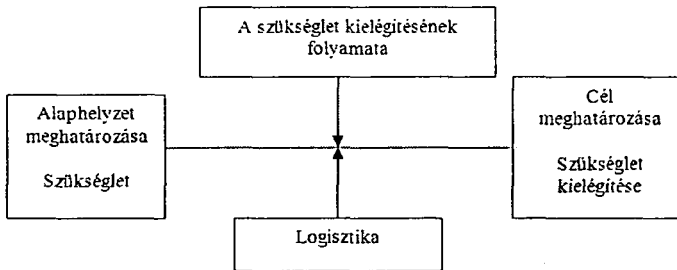 A szükséglet kielégítésének
folyamata
Alaphelyzet
meghatározása
Szükséglet
Cél
meghatározása
Szükséglet
kielégítése
Logisztika